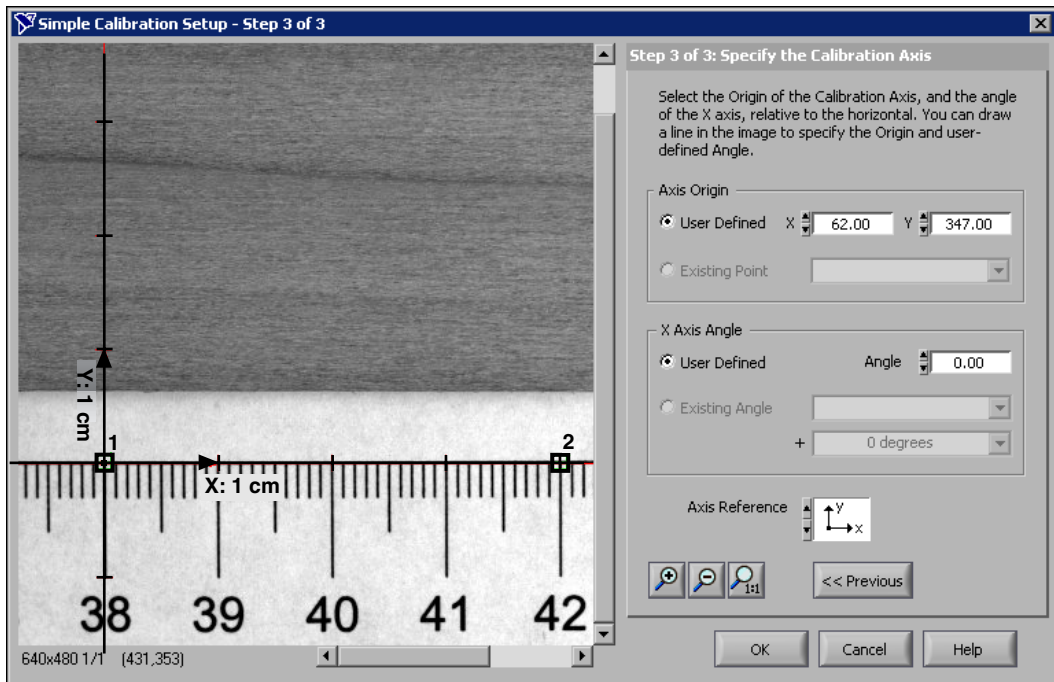 Simple Calibration Setup - Step 3 of 3
Step 3 of 3: Specify the Calibration Axis
Select the Origin of the Calibration Axis, and the angle
of the X axis, relative to the horizontal. You can draw
a line in the image to specify the Origin and user-
defined Angle.
Axis Origin
User Defined X 62.00 Y 347.00
Existing Point
X Axis Angle
User Defined Angle 0.00
Existing Angle
+ 0 degrees
Axis Reference
y
x
1:1
<< Previous
OK Cancel Help
Y: 1 cm
1
2
X: 1 cm
38 39 40 41 42
640x480 1/1 (431,353)